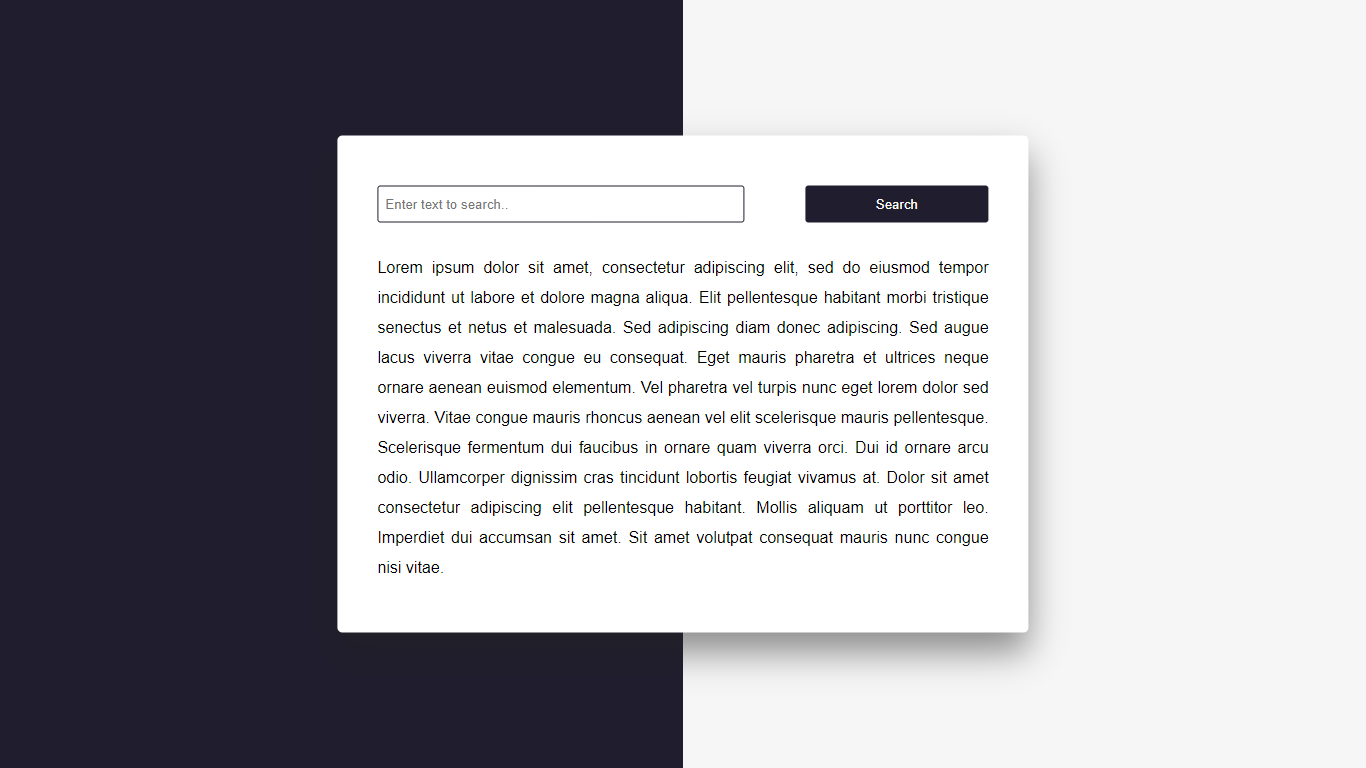 Enter text to search..
Search
Lorem ipsum dolor sit amet, consectetur adipiscing elit, sed do eiusmod tempor
incididunt ut labore et dolore magna aliqua. Elit pellentesque habitant morbi tristique
senectus et netus et malesuada. Sed adipiscing diam donec adipiscing. Sed augue
lacus viverra vitae congue eu consequat. Eget mauris pharetra et ultrices neque
ornare aenean euismod elementum. Vel pharetra vel turpis nunc eget lorem dolor sed
viverra. Vitae congue mauris rhoncus aenean vel elit scelerisque mauris pellentesque.
Scelerisque fermentum dui faucibus in ornare quam viverra orci. Dui id ornare arcu
odio. Ullamcorper dignissim cras tincidunt lobortis feugiat vivamus at. Dolor sit amet
consectetur adipiscing elit pellentesque habitant. Mollis aliquam ut porttitor leo.
Imperdiet dui accumsan sit amet. Sit amet volutpat consequat mauris nunc congue
nisi vitae.